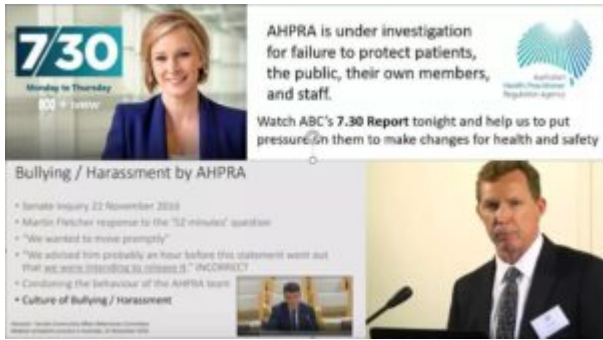 7/30
Monday to Thursday
ABC
AHPRA is under investigation
for failure to protect patients,
the public, their own members,
and staff.
Australian
Health Practitioner
Regulation Agency
Watch ABC's 7.30 Report tonight and help us to put
pressure on them to make changes for health and safety
Bullying / Harassment by AHPRA
• Senate Inquiry 22 November 2016
• Martin Fletcher response to the '52 minutes' question
• "We wanted to move promptly"
• "We advised him probably an hour before this statement went out
that we were intending to release it." INCORRECT
• Condoning the behaviour of the AHPRA team
• Culture of Bullying / Harassment